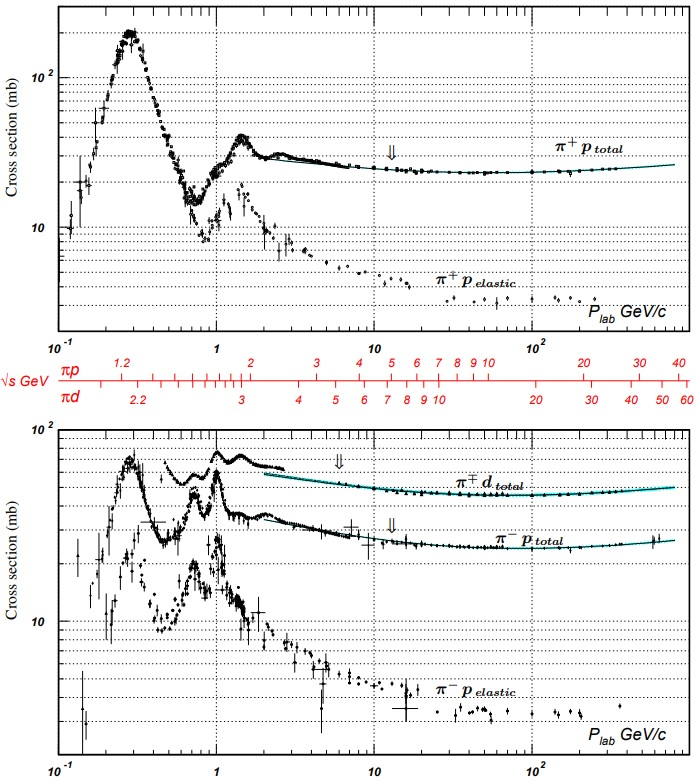 10 2
Cross section (mb)
⇓
π+ p total
10
π+ p elastic
P lab GeV/c
10 -1 1 10 10 2
√s GeV
πp 1.2 2 3 4 5 6 7 8 9 10 20 30 40
πd 2.2 3 4 5 6 7 8 9 10 20 30 40 50 60
10 2
Cross section (mb)
⇓
π∓ d total
⇓
π− p total
10
π− p elastic
P lab GeV/c
10 -1 1 10 10 2